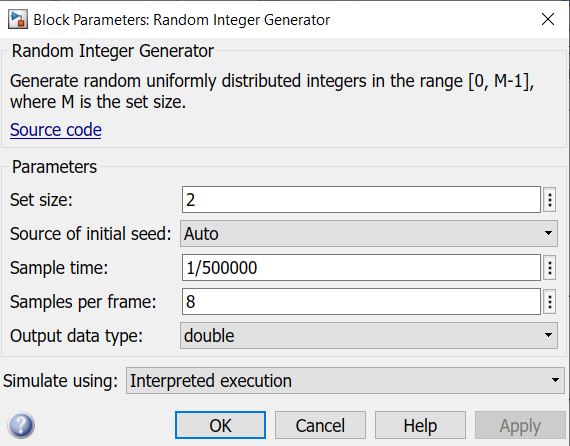 Block Parameters: Random Integer Generator
Random Integer Generator
Generate random uniformly distributed integers in the range [0, M-1],
where M is the set size.
Source code
Parameters
Set size: 2
Source of initial seed: Auto
Sample time: 1/500000
Samples per frame: 8
Output data type: double
Simulate using: Interpreted execution
OK Cancel Help Apply